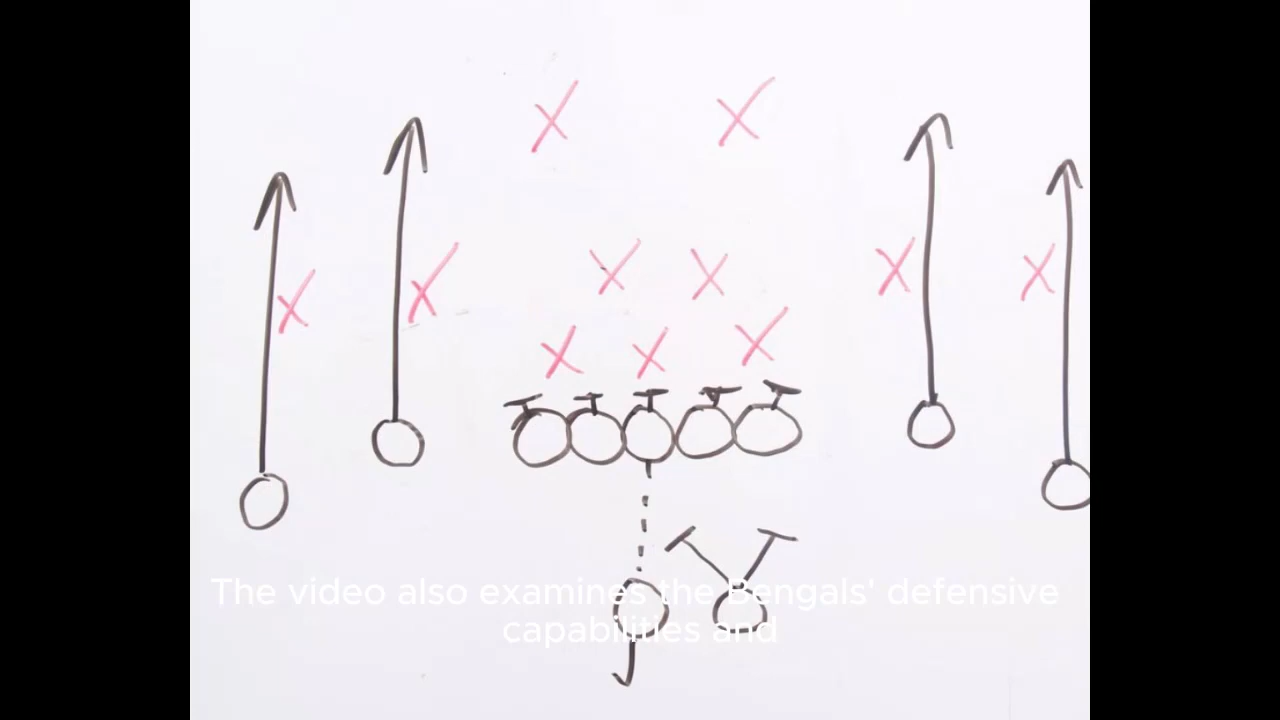 The video also examines the Bengals' defensive
capabilities and